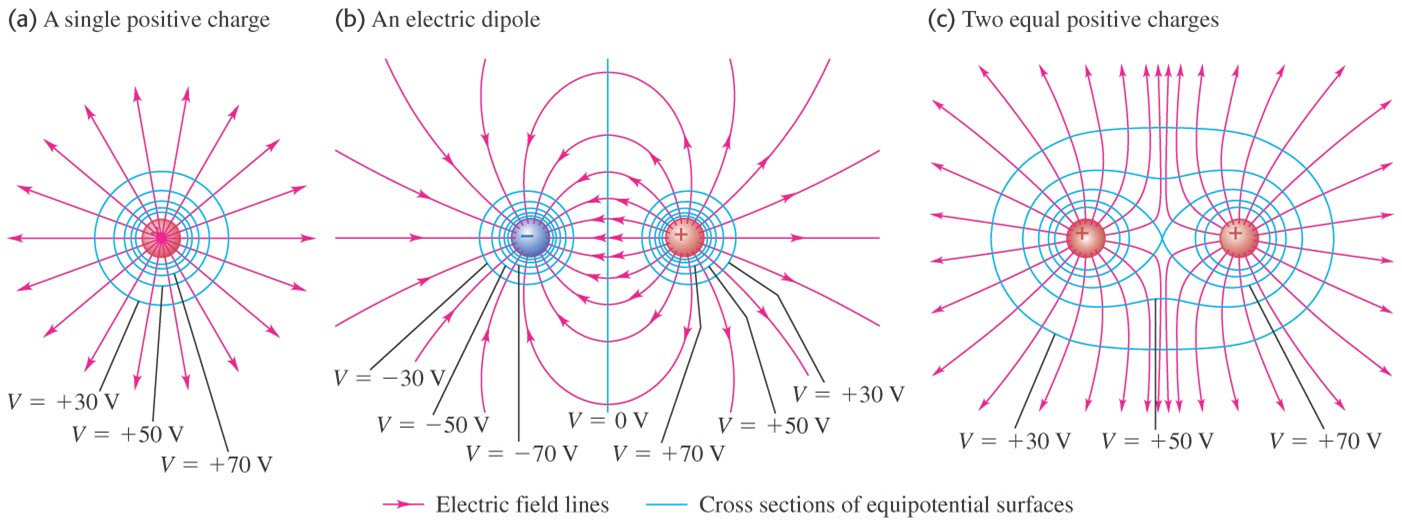 (a) A single positive charge
(b) An electric dipole
(c) Two equal positive charges
V = +30 V
V = +50 V
V = +70 V
−
+
V = −30 V
V = −50 V
V = −70 V
V = 0 V
V = +70 V
V = +50 V
V = +30 V
+
+
V = +30 V
V = +50 V
V = +70 V
Electric field lines
Cross sections of equipotential surfaces